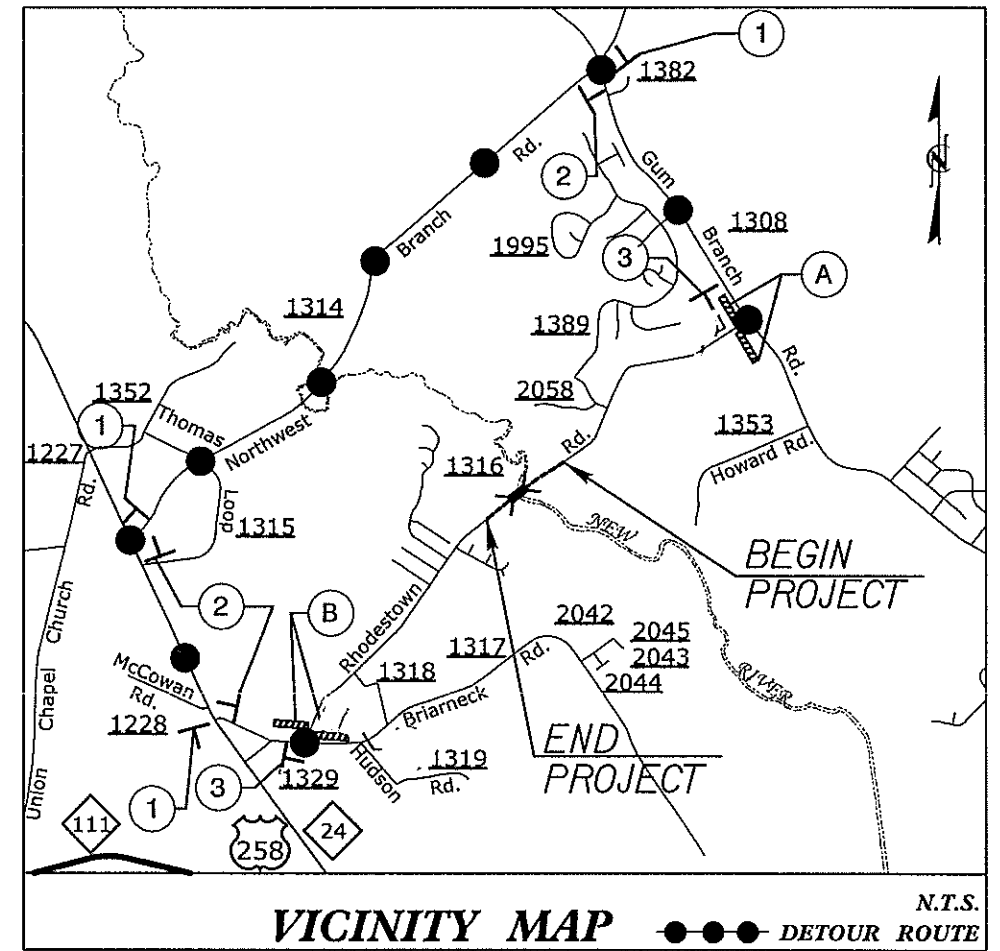 1
1382
Rd.
2
Gum
Branch
1308
Branch
1995
3
A
1314
1389
Rd.
1352
2058
1
Thomas
Northwest
1353
Howard Rd.
Rd.
1227
1316
Rd.
Loop
1315
NEW
BEGIN
PROJECT
2
B
Union Chapel Church
Rhodestown
2042
2045
1317
Rd.
2043
McCowan
Rd.
1318
2044
RIVER
Briarneck
1228
END
PROJECT
1329
Hudson
Rd.
1319
3
1
111
258
24
N.T.S.
VICINITY MAP
DETOUR ROUTE